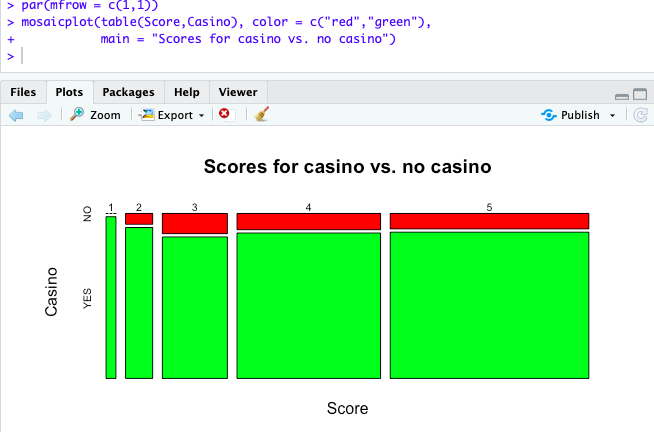 > par(mfrow = c(1,1))
> mosaicplot(table(Score,Casino), color = c("red","green"),
+            main = "Scores for casino vs. no casino")
>
Files Plots Packages Help Viewer
Zoom Export Publish
Scores for casino vs. no casino
1 2 3 4 5
NO
YES
Casino
Score